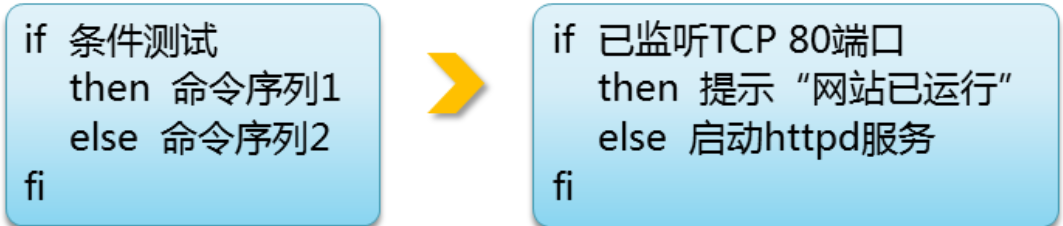 if 条件测试
then 命令序列1
else 命令序列2
fi
if 已监听TCP 80端口
then 提示“网站已运行”
else 启动httpd服务
fi